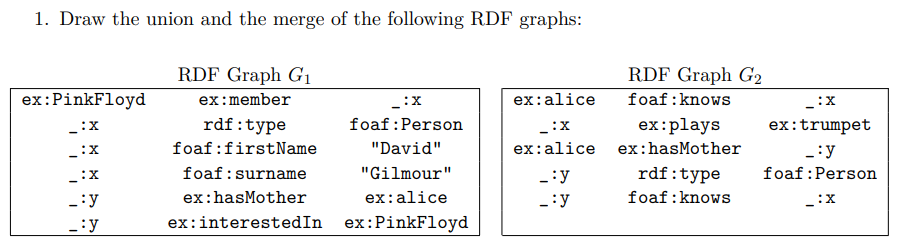 1. Draw the union and the merge of the following RDF graphs:
RDF Graph G1
ex:PinkFloyd ex:member _:x
_:x rdf:type foaf:Person
_:x foaf:firstName "David"
_:x foaf:surname "Gilmour"
_:y ex:hasMother ex:alice
_:y ex:interestedIn ex:PinkFloyd
RDF Graph G2
ex:alice foaf:knows _:x
_:x ex:plays ex:trumpet
ex:alice ex:hasMother _:y
_:y rdf:type foaf:Person
_:y foaf:knows _:x